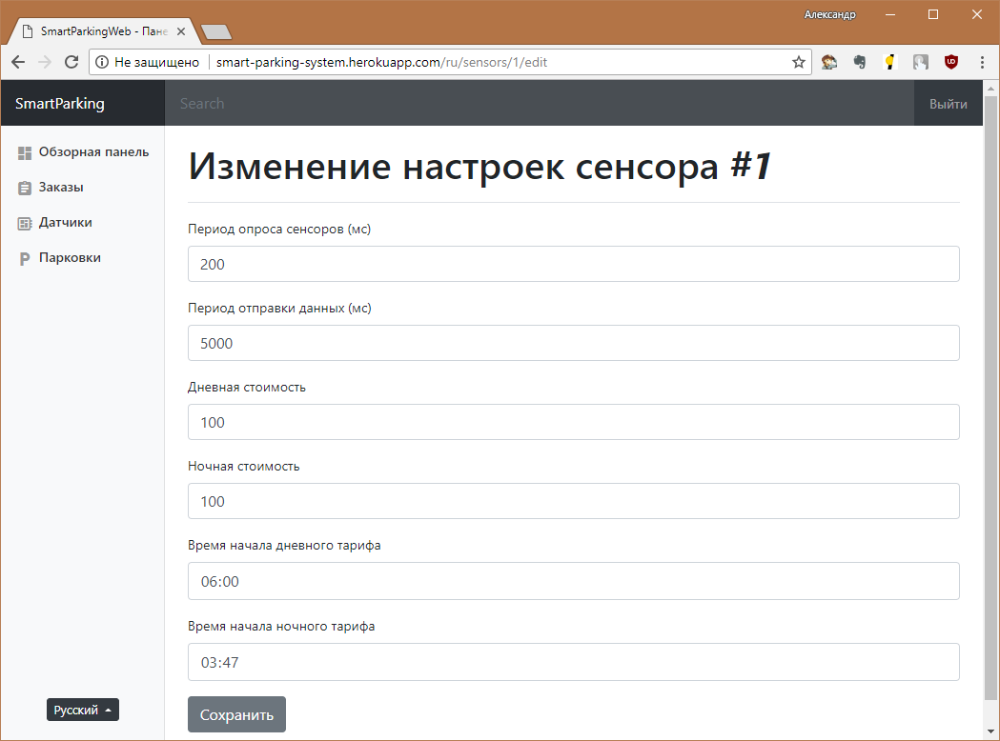 Александр
SmartParkingWeb - Пане
Не защищено
smart-parking-system.herokuapp.com/ru/sensors/1/edit
SmartParking
Search
Выйти
Обзорная панель
Заказы
Датчики
Парковки
Изменение настроек сенсора #1
Период опроса сенсоров (мс)
200
Период отправки данных (мс)
5000
Дневная стоимость
100
Ночная стоимость
100
Время начала дневного тарифа
06:00
Время начала ночного тарифа
03:47
Русский
Сохранить